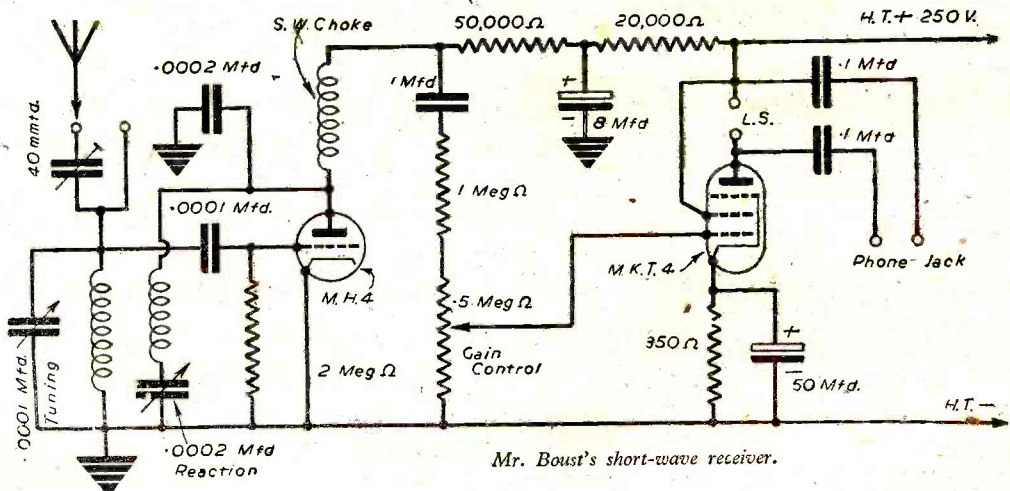 S.W. Choke
50,000Ω
20,000Ω
H.T.+ 250 V.
.0002 Mfd
.1 Mfd
+
-
8 Mfd
L.S.
.1 Mfd
.1 Mfd
40 mmfd.
.0001 Mfd.
1 Meg Ω
M.H.4
M.K.T.4
Phone-Jack
.5 Meg Ω
Gain
Control
.0001 Mfd.
Tuning
2 Meg Ω
350Ω
+
-
50 Mfd.
H.T.-
.0002 Mfd
Reaction
Mr. Boust's short-wave receiver.